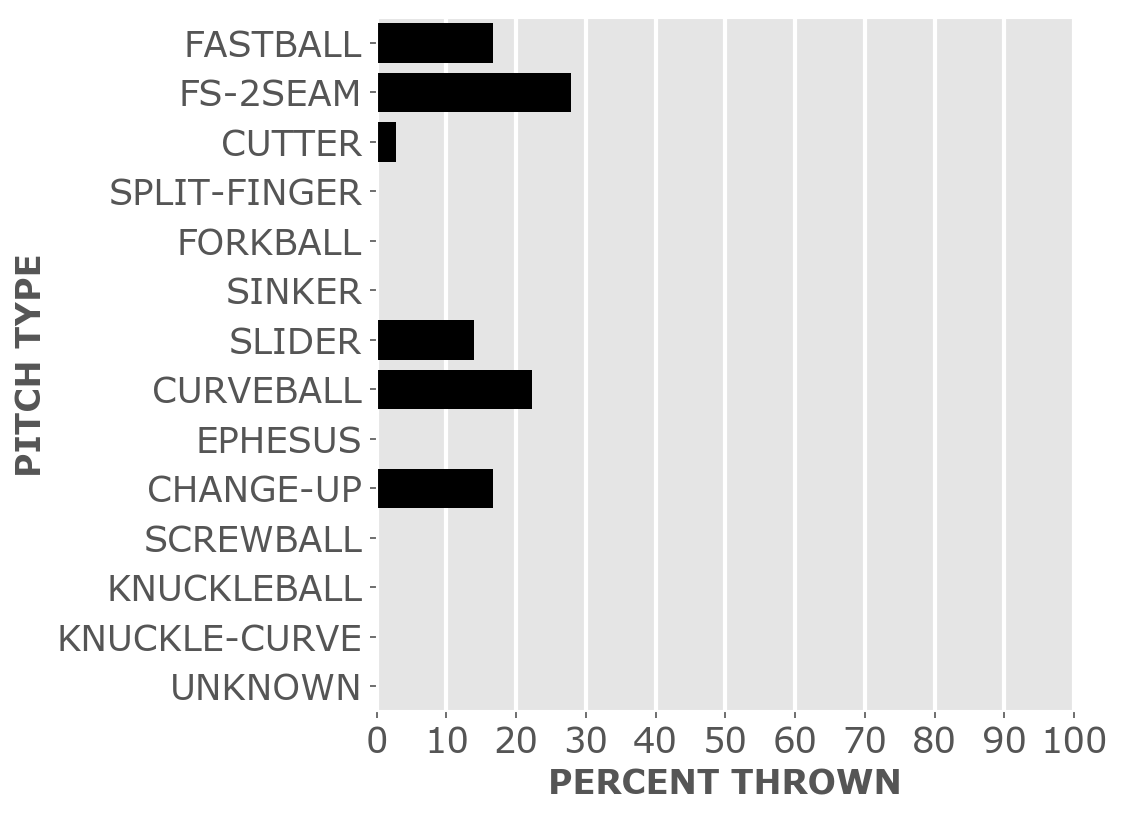 FASTBALL
FS-2SEAM
CUTTER
SPLIT-FINGER
FORKBALL
SINKER
SLIDER
CURVEBALL
EPHESUS
CHANGE-UP
SCREWBALL
KNUCKLEBALL
KNUCKLE-CURVE
UNKNOWN
PITCH TYPE
0 10 20 30 40 50 60 70 80 90 100
PERCENT THROWN